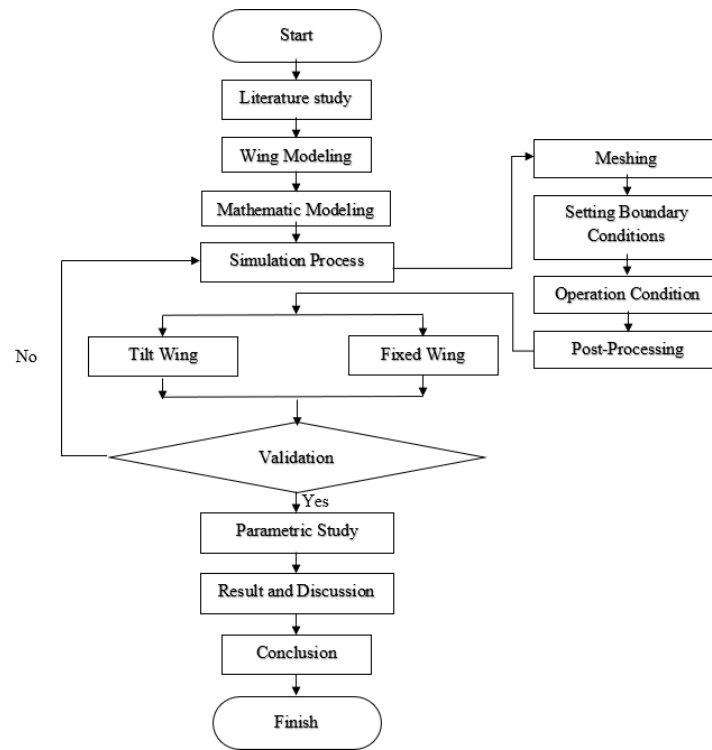 Start
Literature study
Wing Modeling
Mathematic Modeling
Simulation Process
Meshing
Setting Boundary
Conditions
Operation Condition
Post-Processing
Tilt Wing
Fixed Wing
No
Validation
Yes
Parametric Study
Result and Discussion
Conclusion
Finish